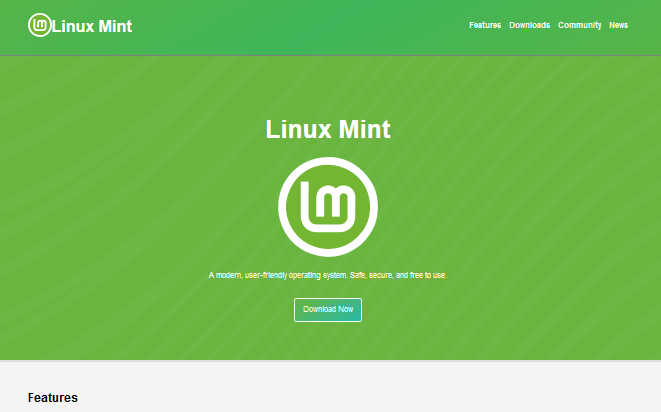 Linux Mint
Features Downloads Community News
Linux Mint
A modern, user-friendly operating system. Safe, secure, and free to use.
Download Now
Features